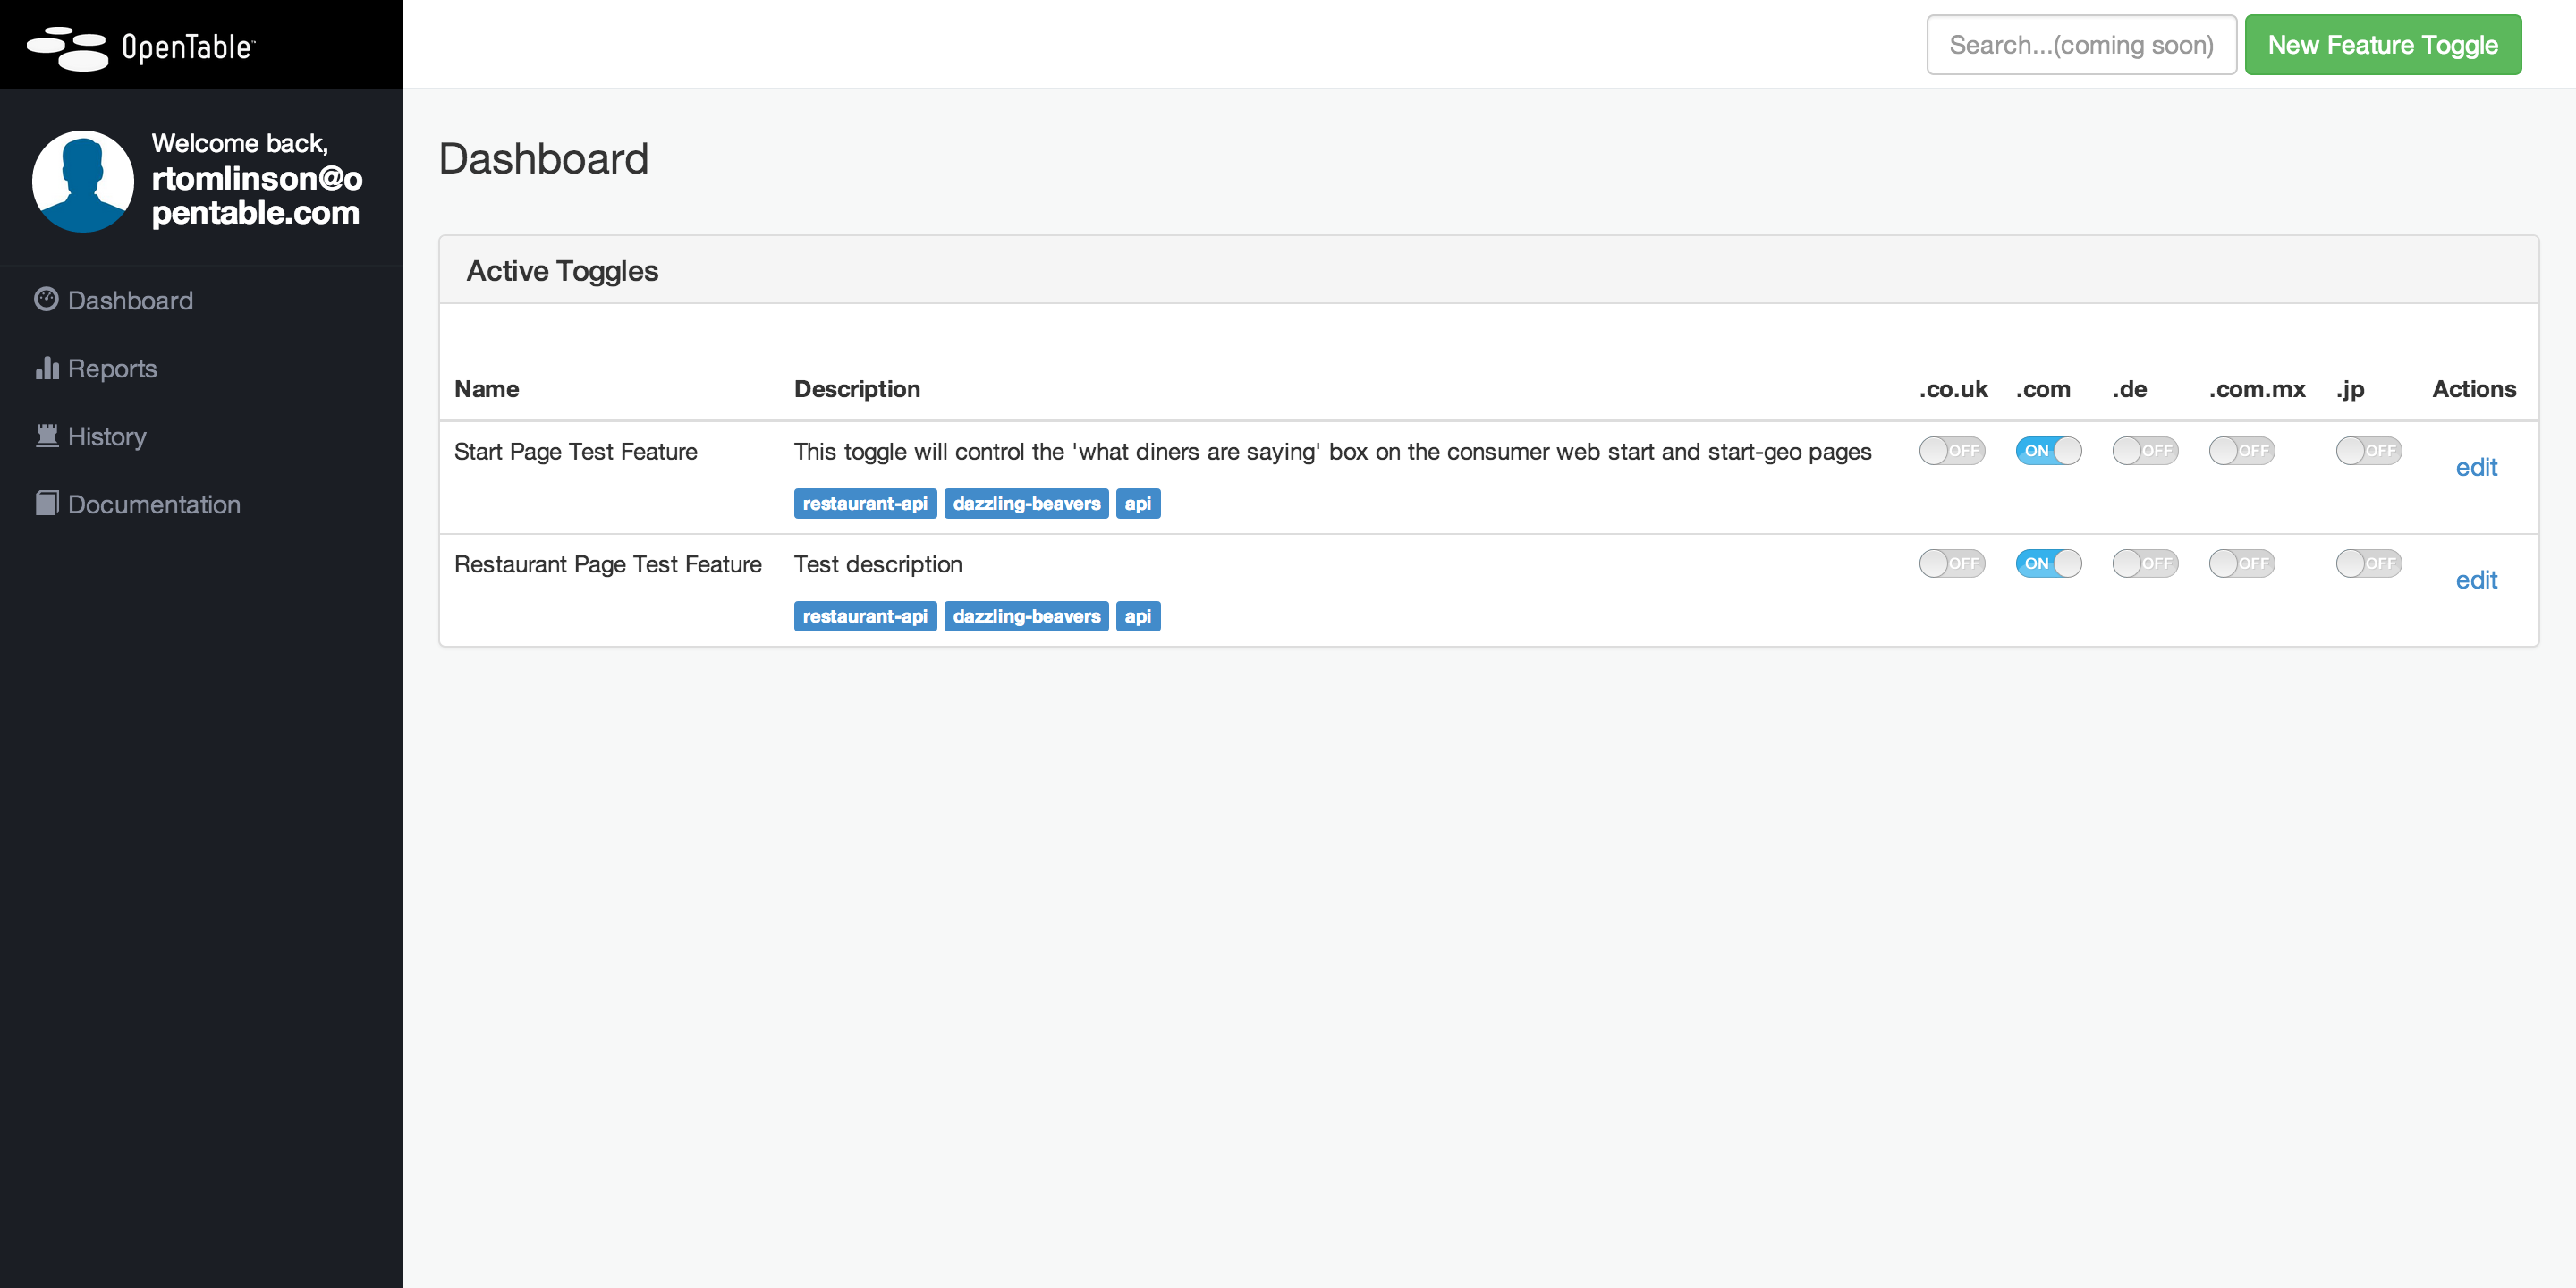 OpenTable™
Search...(coming soon)
New Feature Toggle
Welcome back,
rtomlinson@o
pentable.com
Dashboard
Reports
History
Documentation
Dashboard
Active Toggles
Name Description .co.uk .com .de .com.mx .jp Actions
Start Page Test Feature This toggle will control the 'what diners are saying' box on the consumer web start and start-geo pages OFF ON OFF OFF OFF edit
restaurant-api dazzling-beavers api
Restaurant Page Test Feature Test description OFF ON OFF OFF OFF edit
restaurant-api dazzling-beavers api